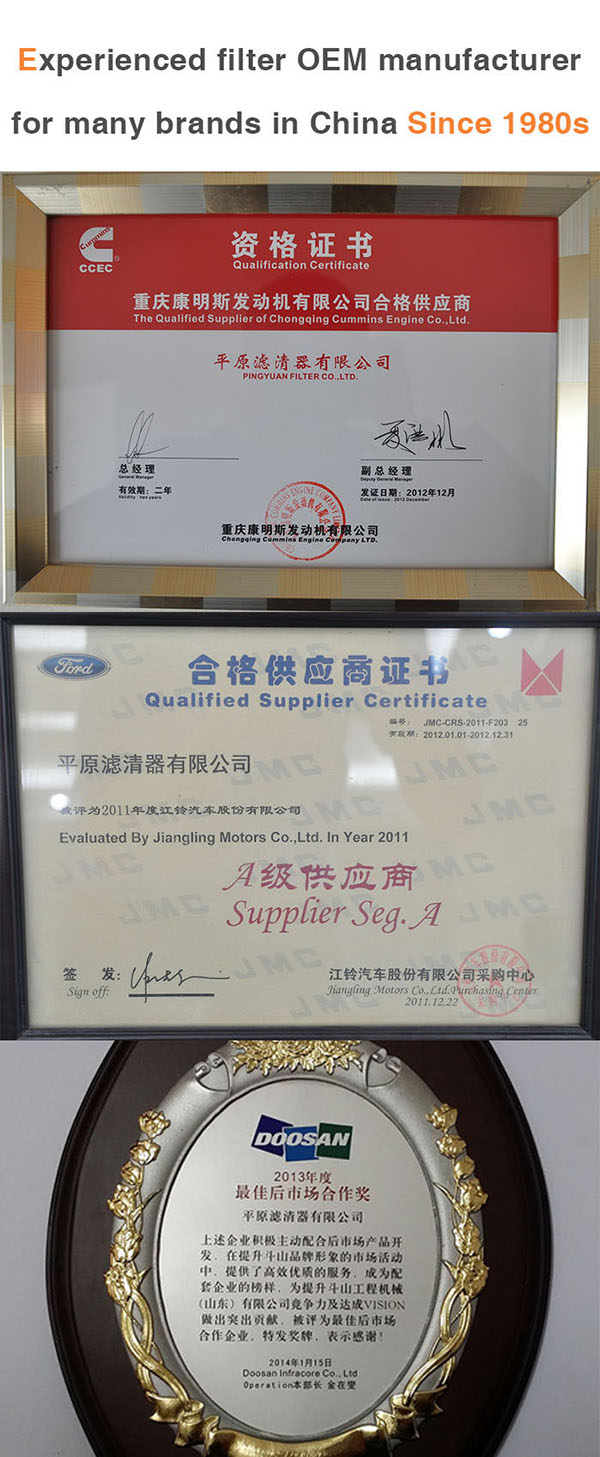 Experienced filter OEM manufacturer
for many brands in China Since 1980s
Cummins
CCEC
资格证书
Qualification Certificate
重庆康明斯发动机有限公司合格供应商
The Qualified Supplier of Chongqing Cummins Engine Co.,Ltd.
平原滤清器有限公司
PINGYUAN FILTER CO.,LTD.
总经理
General Manager
有效期：二年
Validity : two years
副总经理
Deputy General Manager
发证日期：2012年12月
Date of issue : 2012 December
重庆康明斯发动机有限公司
Chongqing Cummins Engine Company LTD.
Ford
合格供应商证书
Qualified Supplier Certificate
编号： JMC-CRS-2011-F203 25
有效期：2012.01.01-2012.12.31
平原滤清器有限公司
被评为2011年度江铃汽车股份有限公司
Evaluated By Jiangling Motors Co.,Ltd. In Year 2011
A级供应商
Supplier Seg. A
签 发：
Sign off:
江铃汽车股份有限公司采购中心
Jiangling Motors Co.,Ltd.Purchasing Center
2011.12.22
DOOSAN
2013年度
最佳后市场合作奖
平原滤清器有限公司
上述企业积极主动配合后市场产品开
发，在提升斗山品牌形象的市场活动
中，提供了高效优质的服务，成为配
套企业的榜样，为提升斗山工程机械
(山东）有限公司竞争力及达成VISION
做出突出贡献，被评为最佳后市场
合作企业，特发奖牌，表示感谢！
2014年1月15日
Doosan Infracore Co., Ltd
Operation本部长 金在燮